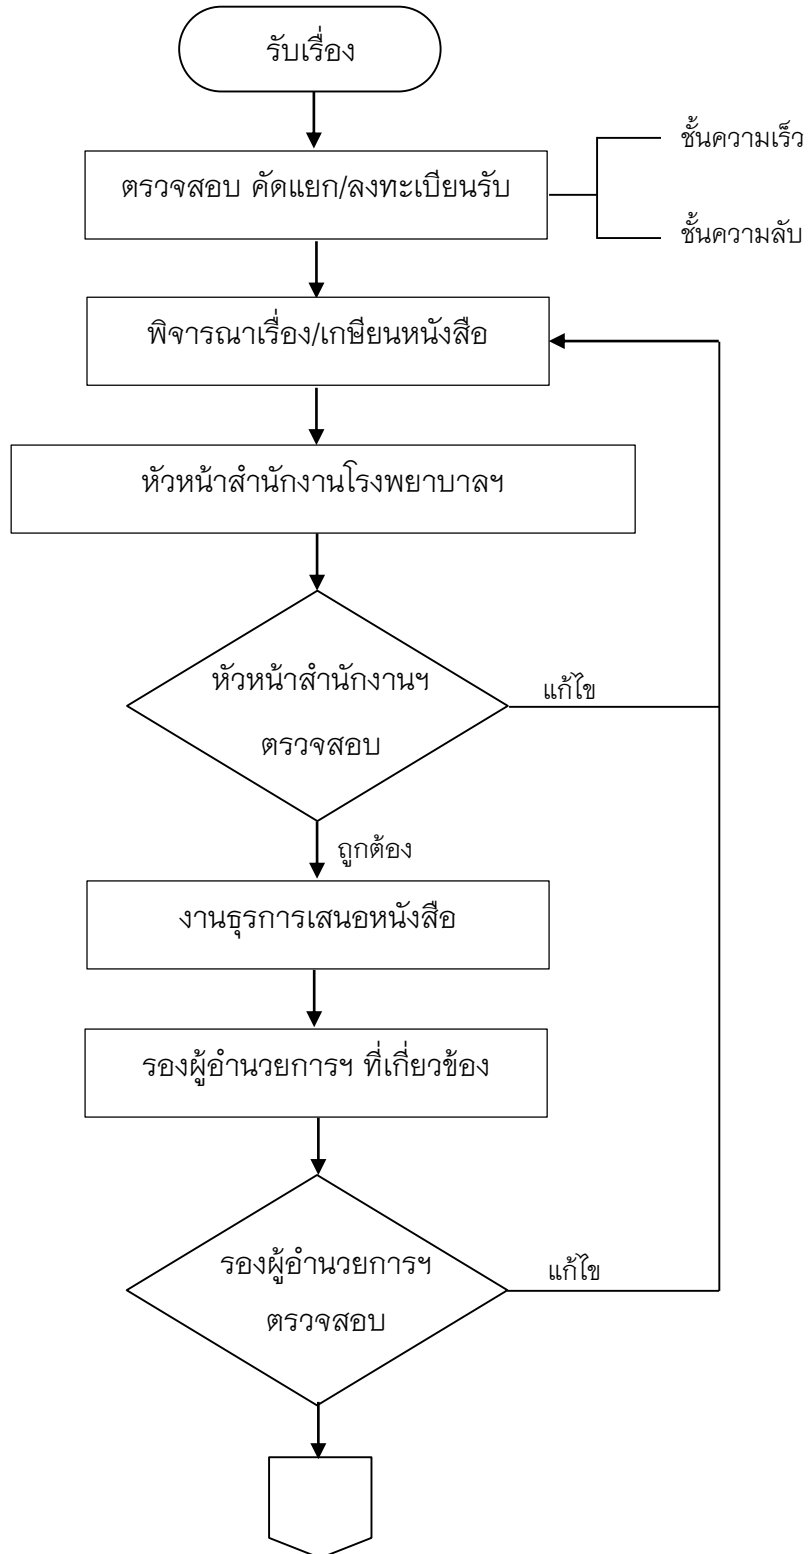 รับเรื่อง
ตรวจสอบ คัดแยก/ลงทะเบียนรับ
ชั้นความเร็ว
ชั้นความลับ
พิจารณาเรื่อง/เกษียนหนังสือ
หัวหน้าสำนักงานโรงพยาบาลฯ
หัวหน้าสำนักงานฯ
ตรวจสอบ
แก้ไข
ถูกต้อง
งานธุรการเสนอหนังสือ
รองผู้อำนวยการฯ ที่เกี่ยวข้อง
รองผู้อำนวยการฯ
ตรวจสอบ
แก้ไข